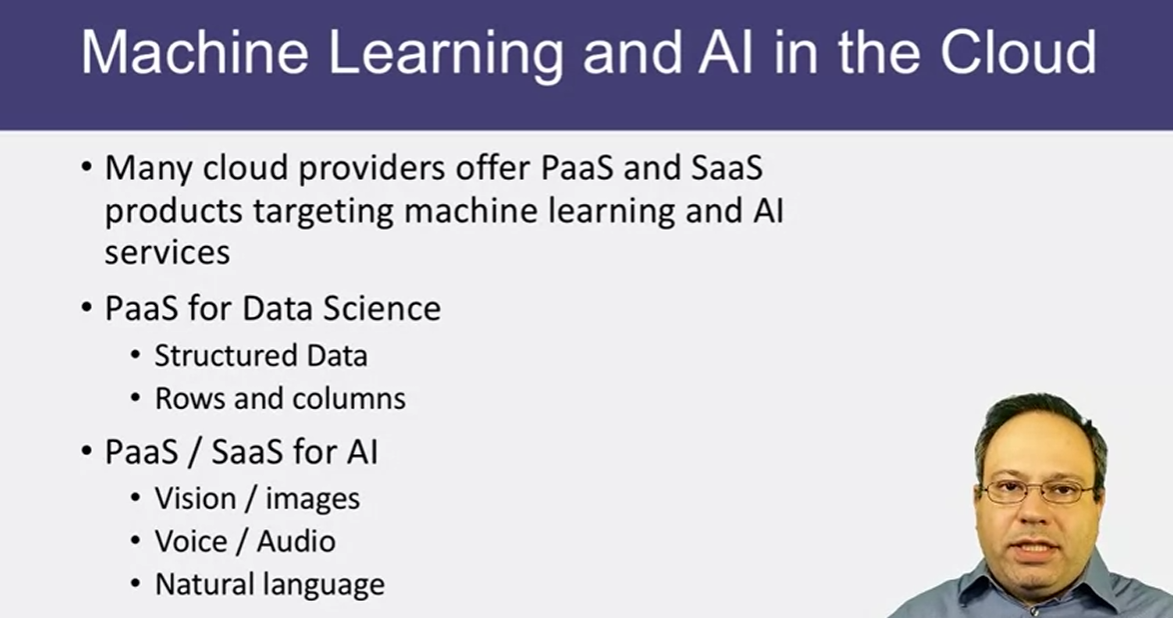 Machine Learning and AI in the Cloud
• Many cloud providers offer PaaS and SaaS
products targeting machine learning and AI
services
• PaaS for Data Science
• Structured Data
• Rows and columns
• PaaS / SaaS for AI
• Vision / images
• Voice / Audio
• Natural language